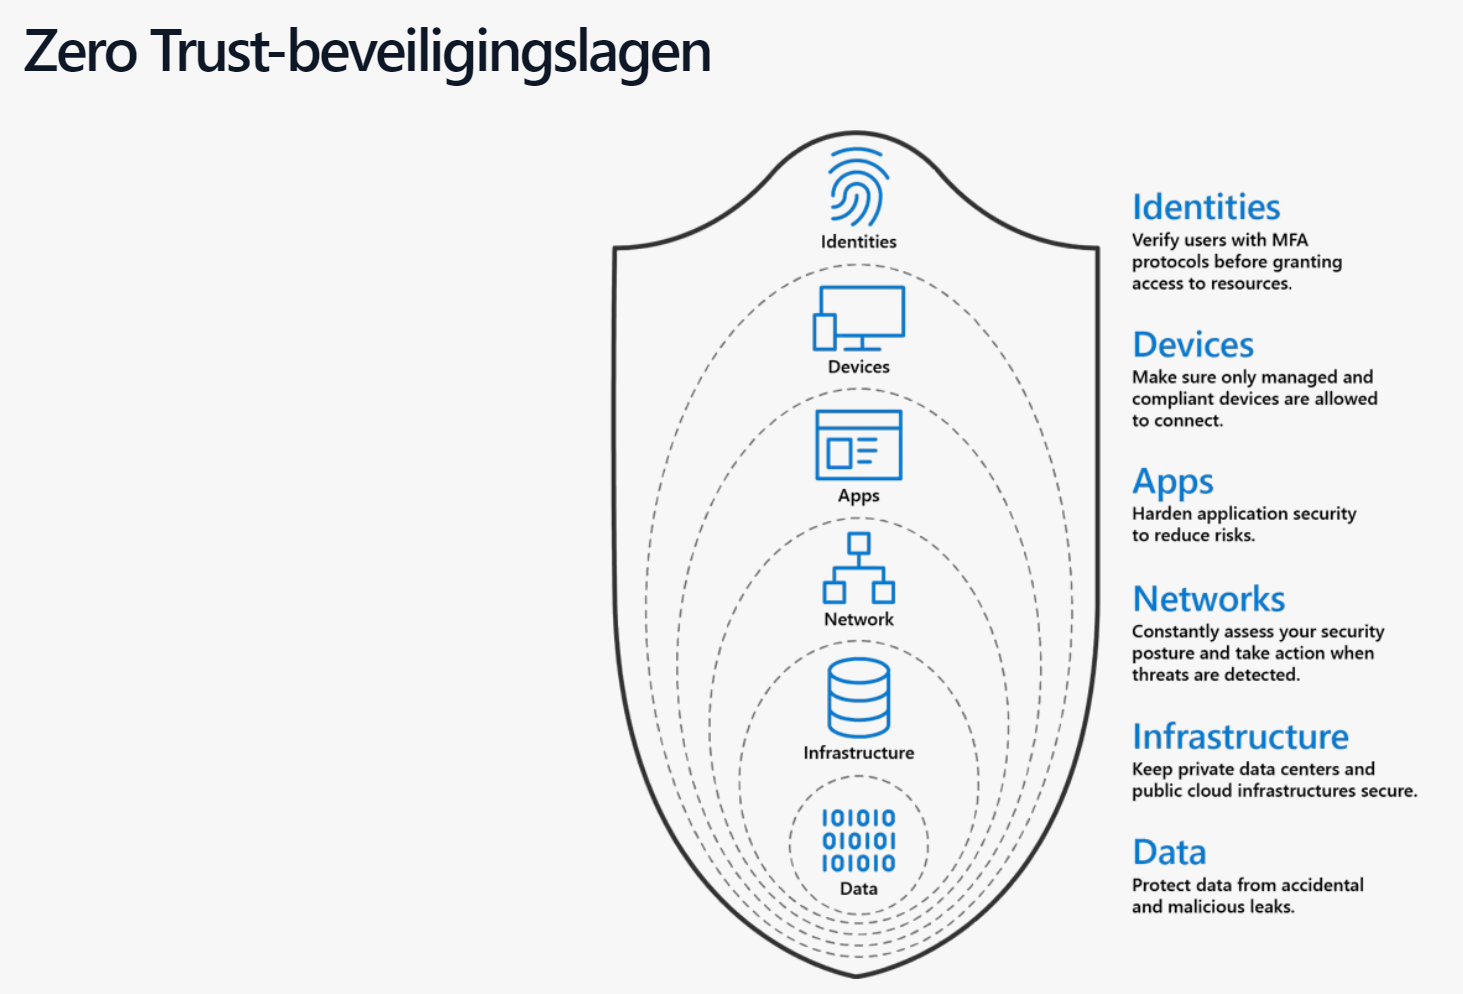 Zero Trust-beveiligingslagen
Identities
Devices
Apps
Network
Infrastructure
101010
010101
101010
Data
Identities
Verify users with MFA
protocols before granting
access to resources.
Devices
Make sure only managed and
compliant devices are allowed
to connect.
Apps
Harden application security
to reduce risks.
Networks
Constantly assess your security
posture and take action when
threats are detected.
Infrastructure
Keep private data centers and
public cloud infrastructures secure.
Data
Protect data from accidental
and malicious leaks.